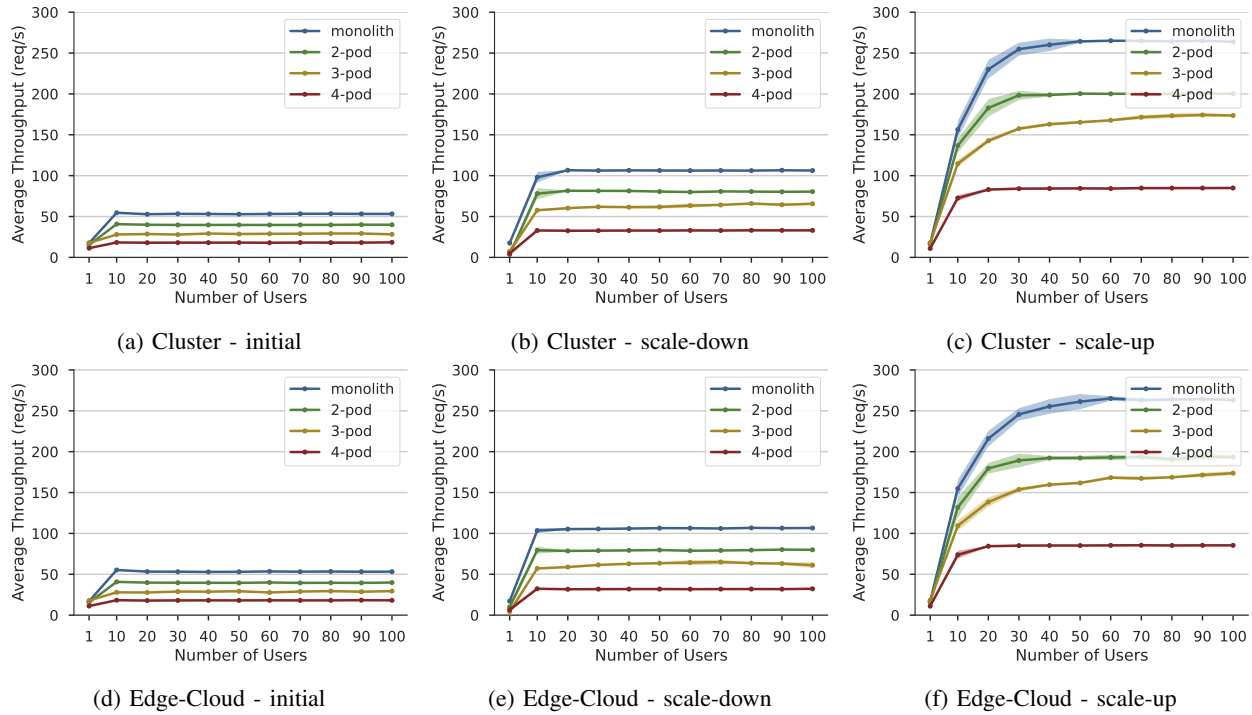 300
250
200
150
100
50
0
Average Throughput (req/s)
monolith
2-pod
3-pod
4-pod
1 10 20 30 40 50 60 70 80 90 100
Number of Users
(a) Cluster - initial
300
250
200
150
100
50
0
Average Throughput (req/s)
monolith
2-pod
3-pod
4-pod
1 10 20 30 40 50 60 70 80 90 100
Number of Users
(b) Cluster - scale-down
300
250
200
150
100
50
0
Average Throughput (req/s)
monolith
2-pod
3-pod
4-pod
1 10 20 30 40 50 60 70 80 90 100
Number of Users
(c) Cluster - scale-up
300
250
200
150
100
50
0
Average Throughput (req/s)
monolith
2-pod
3-pod
4-pod
1 10 20 30 40 50 60 70 80 90 100
Number of Users
(d) Edge-Cloud - initial
300
250
200
150
100
50
0
Average Throughput (req/s)
monolith
2-pod
3-pod
4-pod
1 10 20 30 40 50 60 70 80 90 100
Number of Users
(e) Edge-Cloud - scale-down
300
250
200
150
100
50
0
Average Throughput (req/s)
monolith
2-pod
3-pod
4-pod
1 10 20 30 40 50 60 70 80 90 100
Number of Users
(f) Edge-Cloud - scale-up